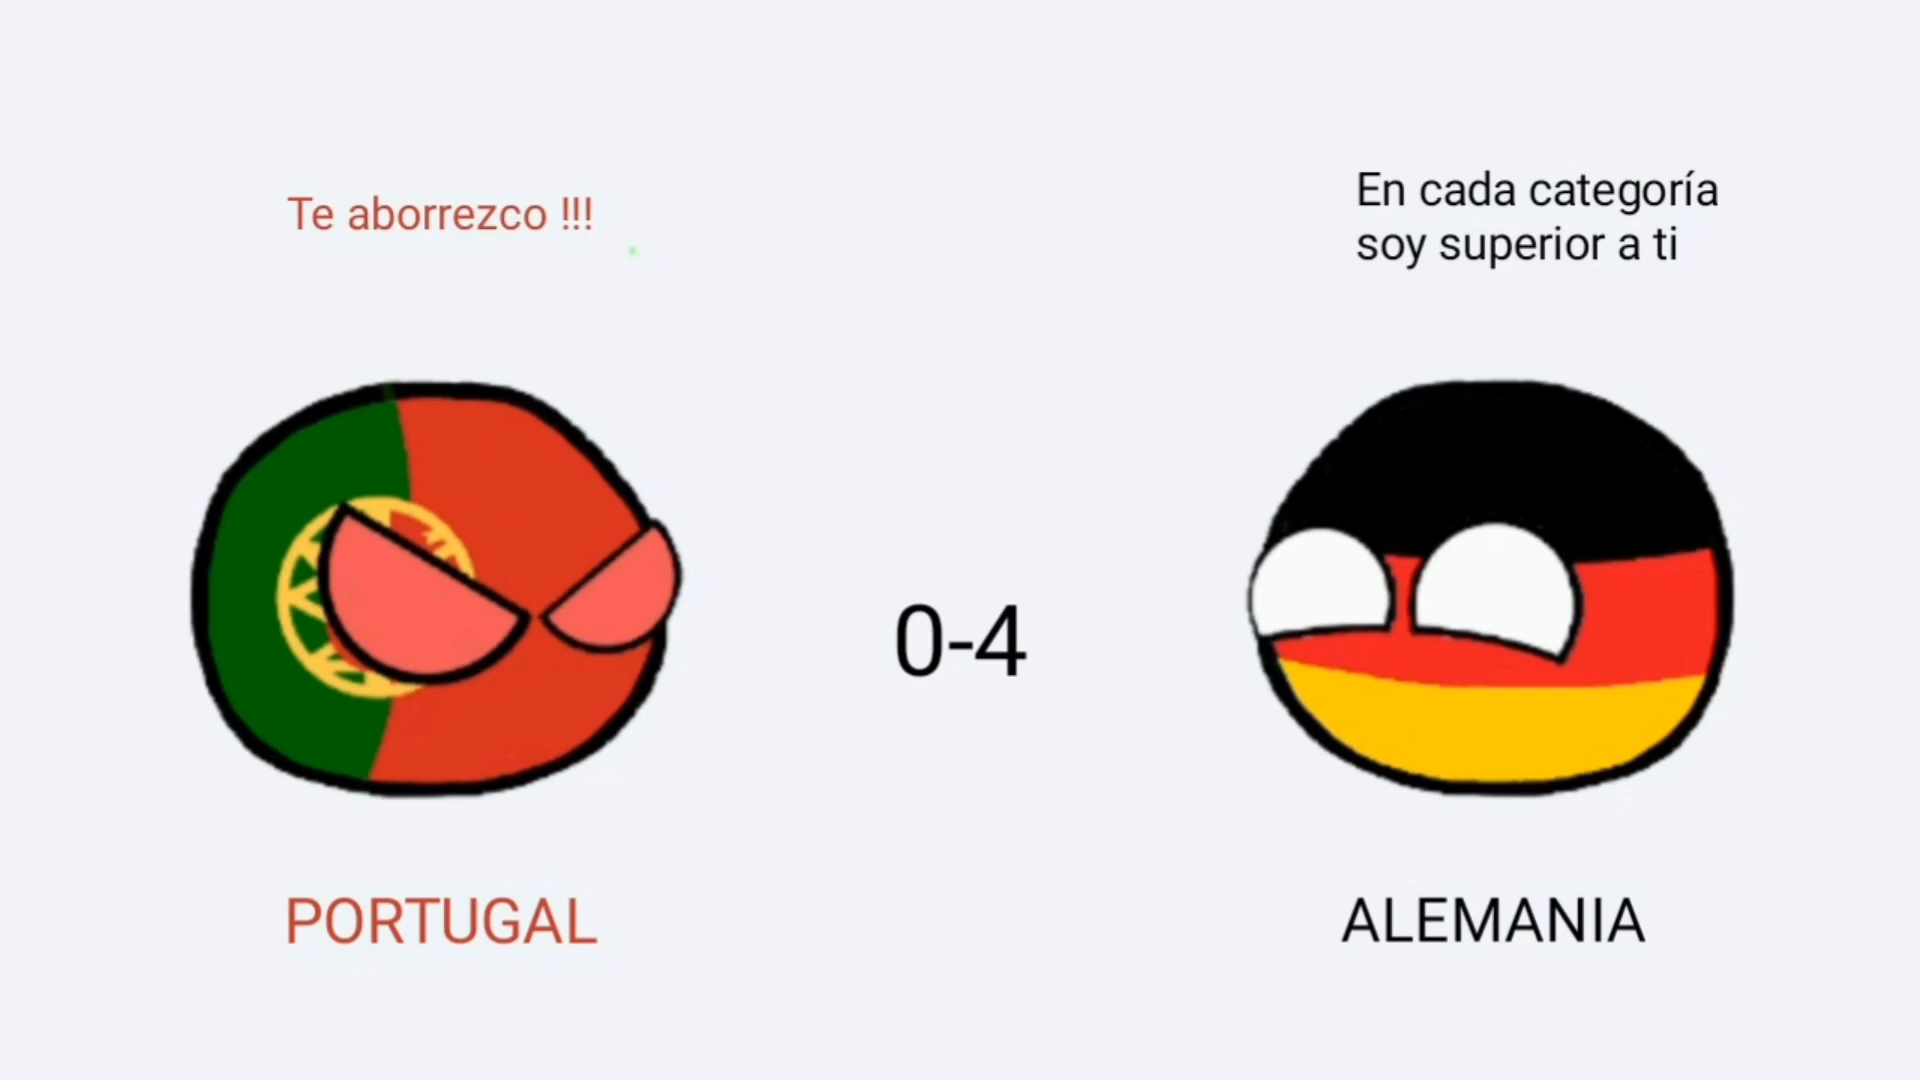 Te aborrezco !!!
En cada categoría
soy superior a ti
0-4
PORTUGAL
ALEMANIA